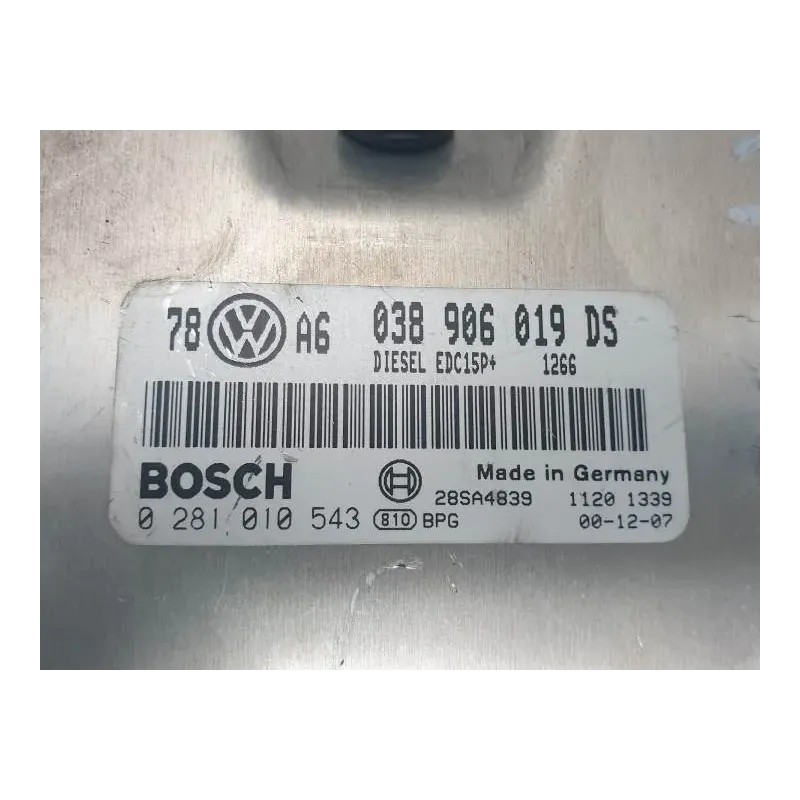 78 VW A6 038 906 019 DS
DIESEL EDC15P+ 1266
BOSCH Made in Germany
28SA4839 1120 1339
0 281 010 543 810 BPG 00-12-07